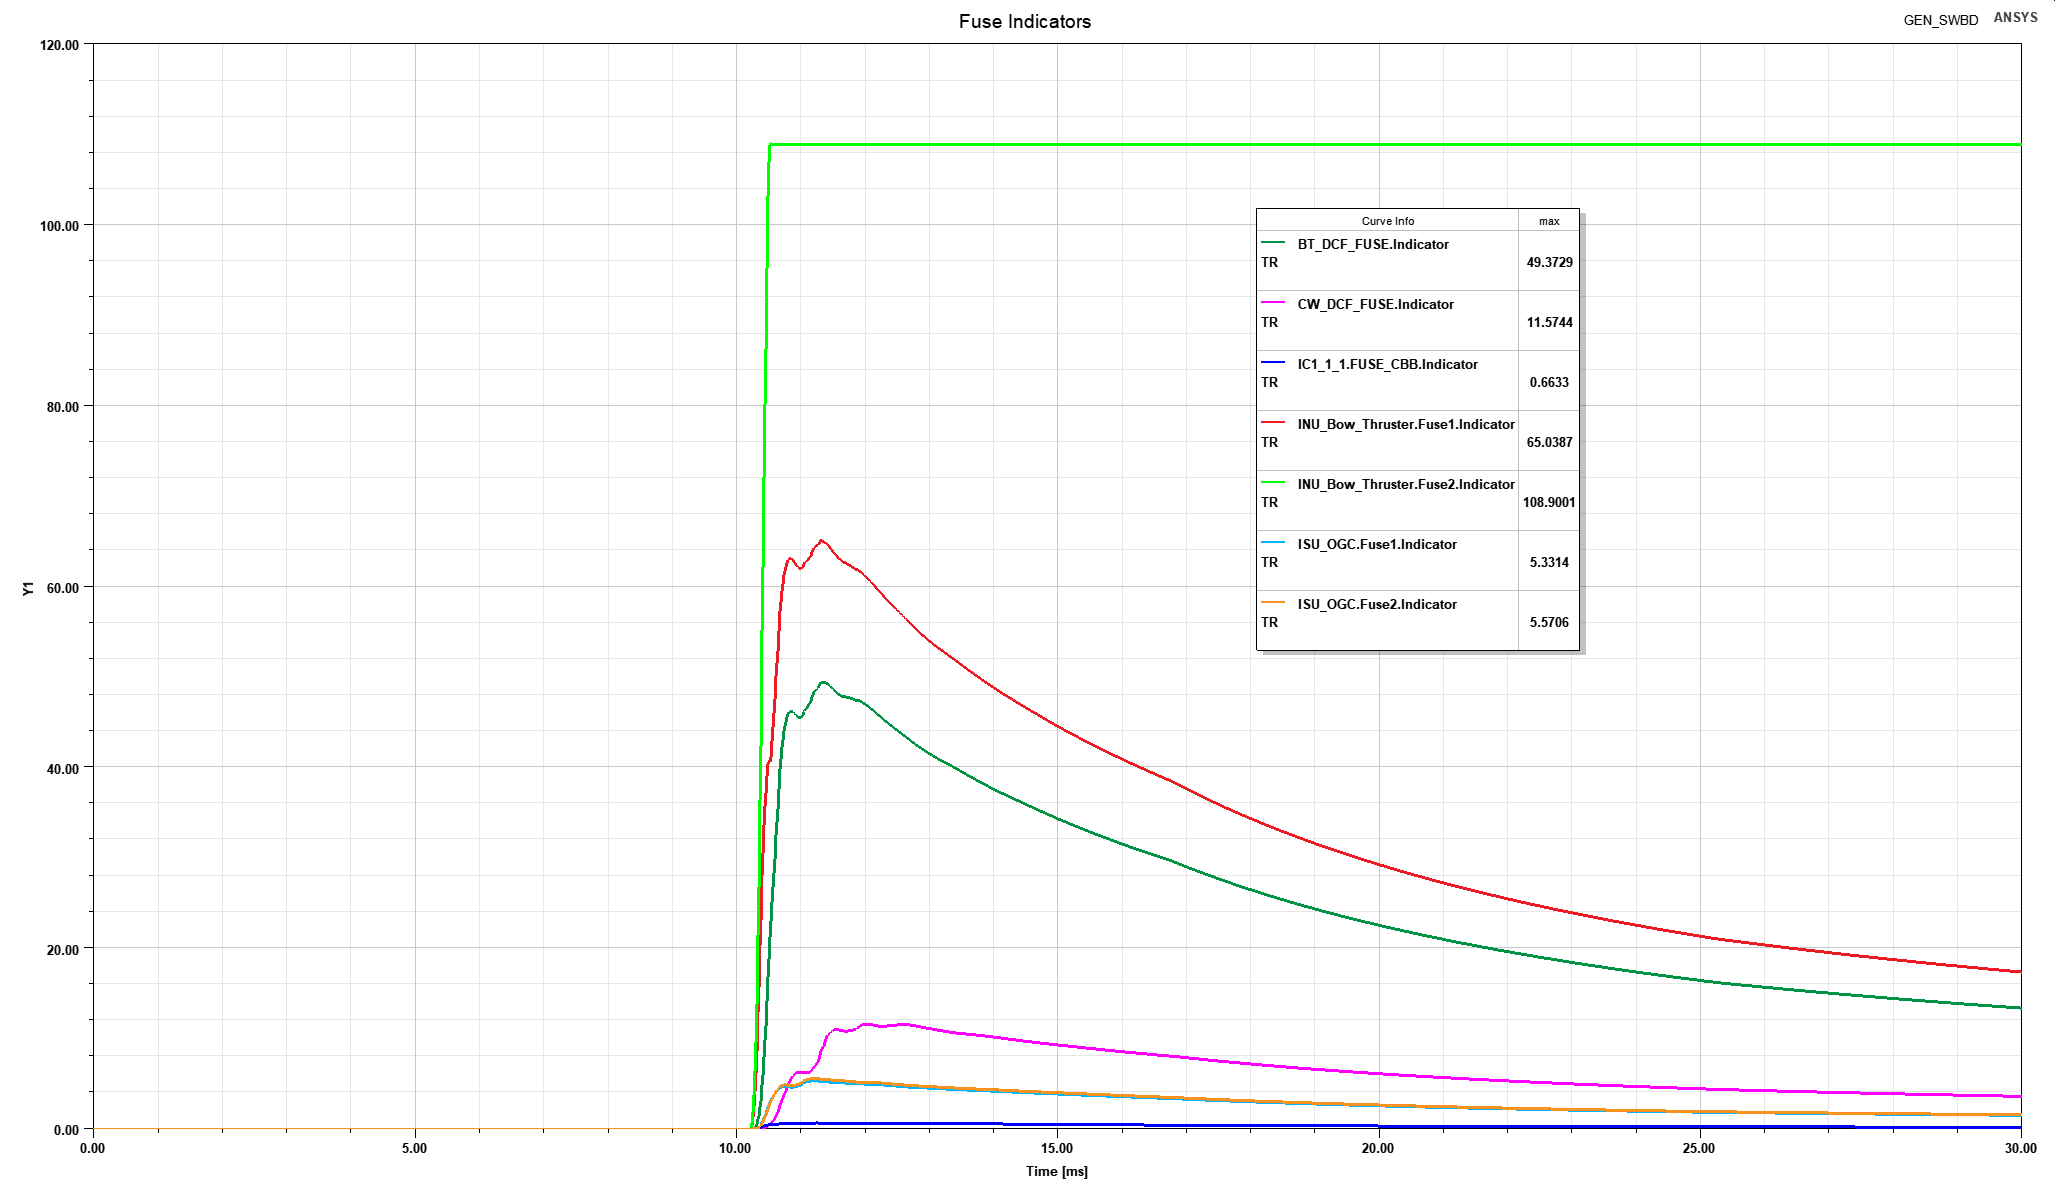 Fuse Indicators
GEN_SWBD ANSYS
120.00
100.00
80.00
60.00
40.00
20.00
0.00
Y1
Curve Info max
BT_DCF_FUSE.Indicator
TR 49.3729
CW_DCF_FUSE.Indicator
TR 11.5744
IC1_1_1.FUSE_CBB.Indicator
TR 0.6633
INU_Bow_Thruster.Fuse1.Indicator
TR 65.0387
INU_Bow_Thruster.Fuse2.Indicator
TR 108.9001
ISU_OGC.Fuse1.Indicator
TR 5.3314
ISU_OGC.Fuse2.Indicator
TR 5.5706
0.00 5.00 10.00 15.00 20.00 25.00 30.00
Time [ms]